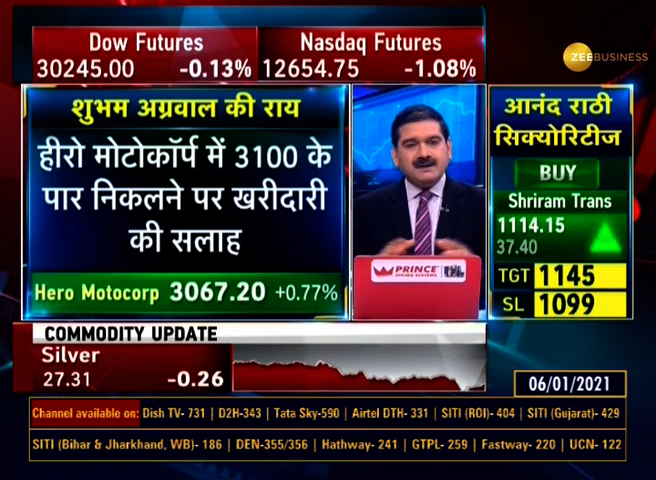 Dow Futures
30245.00 -0.13%
Nasdaq Futures
12654.75 -1.08%
ZEE BUSINESS
शुभम अग्रवाल की राय
हीरो मोटोकॉर्प में 3100 के
पार निकलने पर खरीदारी
की सलाह
Hero Motocorp 3067.20 +0.77%
PRINCE
PIPING SYSTEMS
आनंद राठी
सिक्योरिटीज
BUY
Shriram Trans
1114.15
37.40
TGT 1145
SL 1099
COMMODITY UPDATE
Silver
27.31 -0.26
06/01/2021
Channel available on: Dish TV- 731 | D2H-343 | Tata Sky-590 | Airtel DTH- 331 | SITI (ROI)- 404 | SITI (Gujarat)- 429
SITI (Bihar & Jharkhand, WB)- 186 | DEN-355/356 | Hathway- 241 | GTPL- 259 | Fastway- 220 | UCN- 122